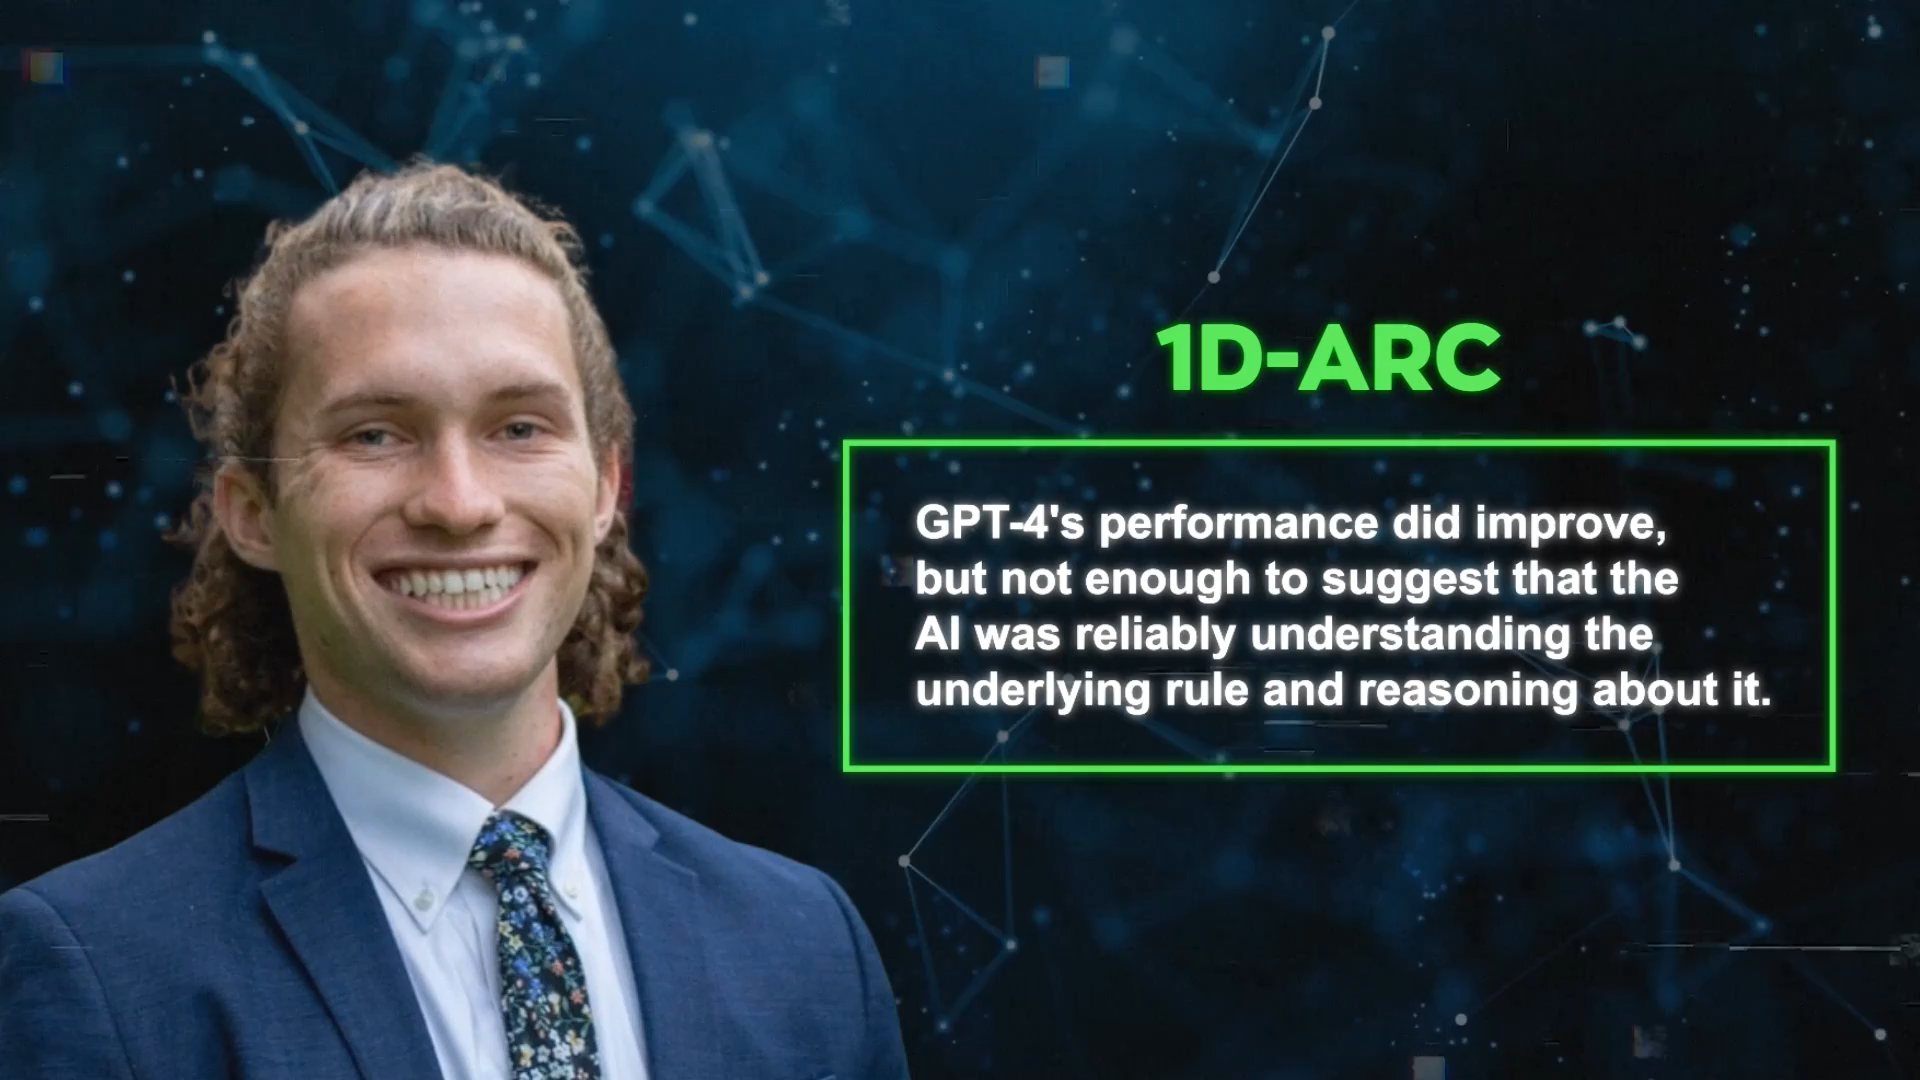 1D-ARC
GPT-4's performance did improve,
but not enough to suggest that the
AI was reliably understanding the
underlying rule and reasoning about it.